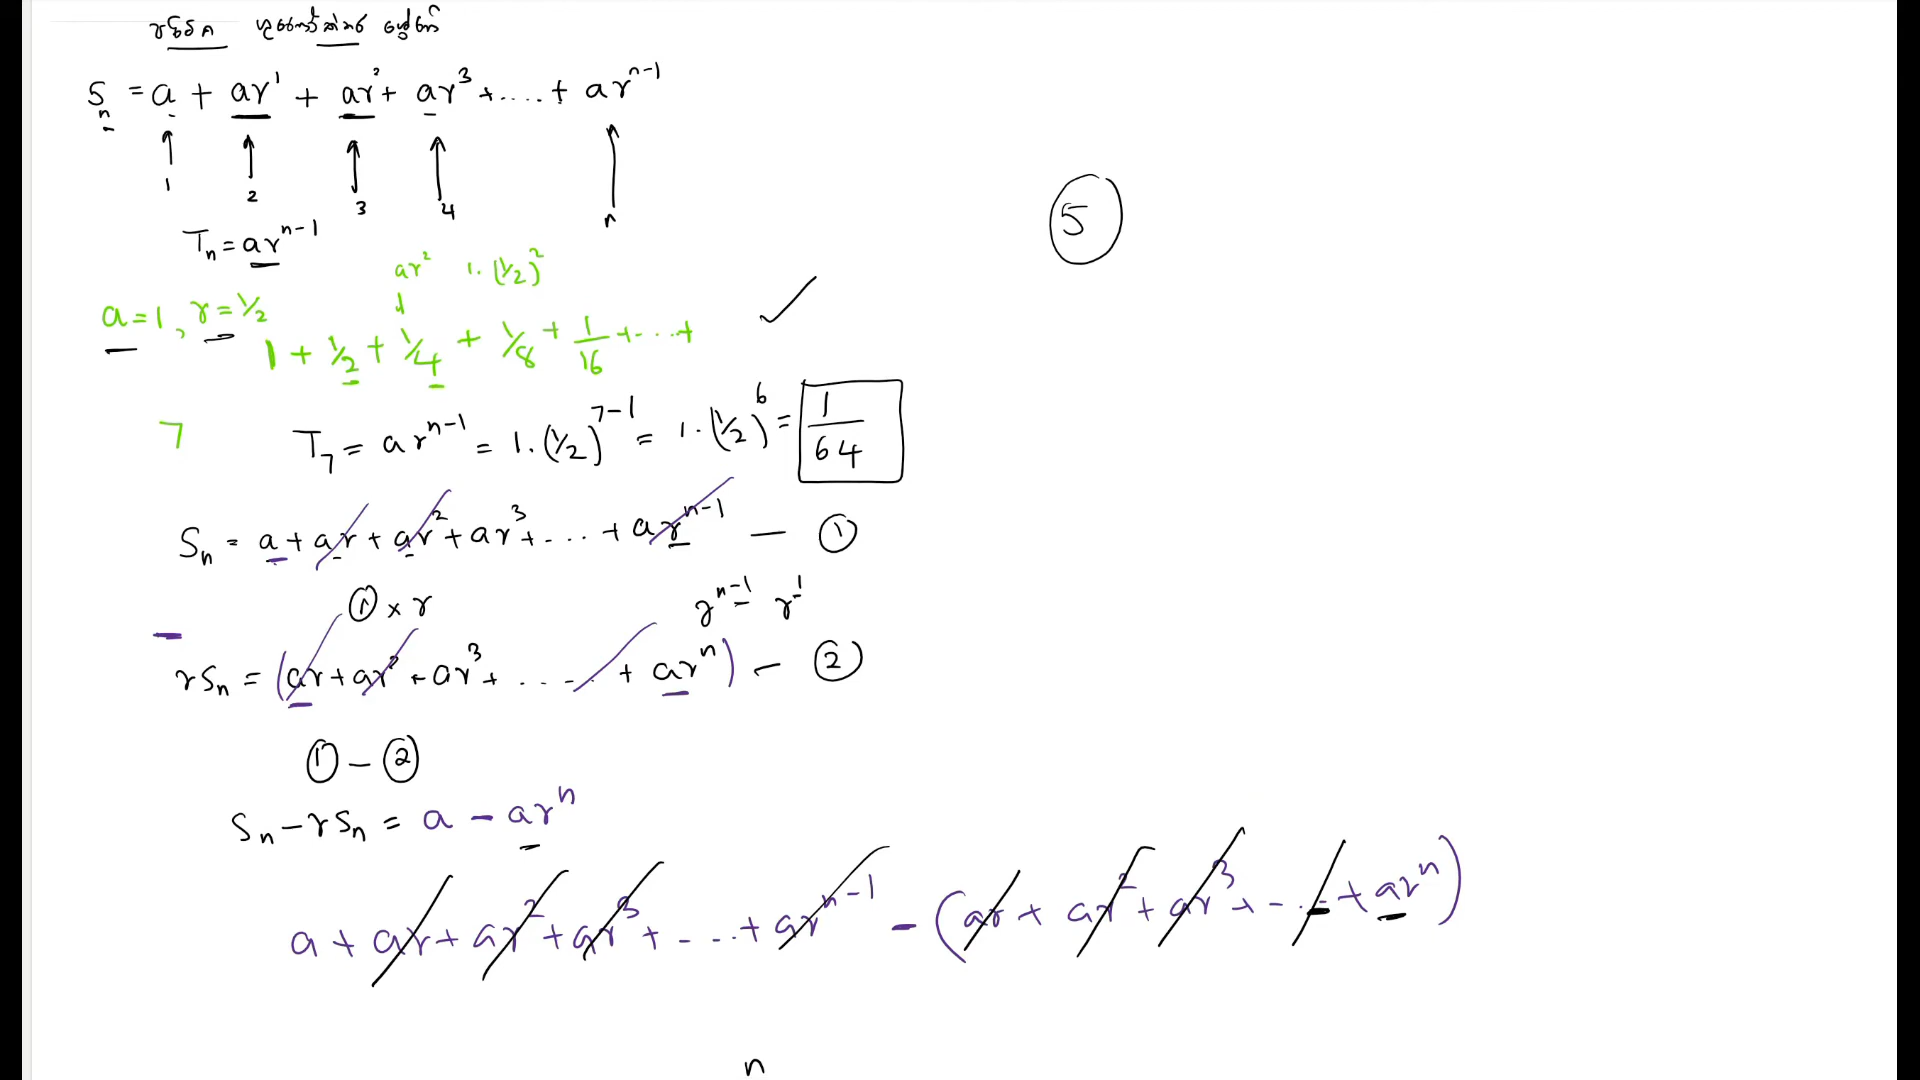 Sₙ = a + ar¹ + ar² + ar³ + .... + arⁿ⁻¹
1 2 3 4 n
5
Tₙ = arⁿ⁻¹
ar² 1.(1/2)²
a = 1, r = 1/2
1 + 1/2 + 1/4 + 1/8 + 1/16 + ... +
7
T₇ = arⁿ⁻¹ = 1.(1/2)⁷⁻¹ = 1.(1/2)⁶ = 1/64
Sₙ = a + ar + ar² + ar³ + .... + arⁿ⁻¹ — ①
① × r
rⁿ⁻¹ r¹
rSₙ = (ar + ar² + ar³ + ..... + arⁿ) — ②
① – ②
Sₙ – rSₙ = a – arⁿ
a + ar + ar² + ar³ + - ... + arⁿ⁻¹ – (ar + ar² + ar³ + - ... + arⁿ)
n